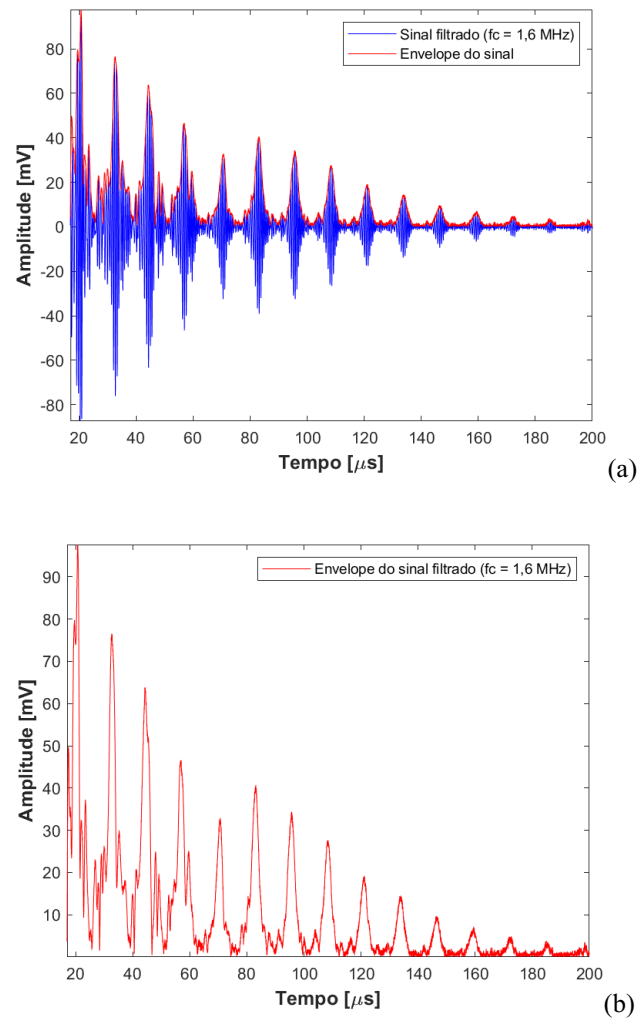 Sinal filtrado (fc = 1,6 MHz)
Envelope do sinal
Amplitude [mV]
80
60
40
20
0
-20
-40
-60
-80
20 40 60 80 100 120 140 160 180 200
Tempo [μs]
(a)
Envelope do sinal filtrado (fc = 1,6 MHz)
Amplitude [mV]
90
80
70
60
50
40
30
20
10
20 40 60 80 100 120 140 160 180 200
Tempo [μs]
(b)